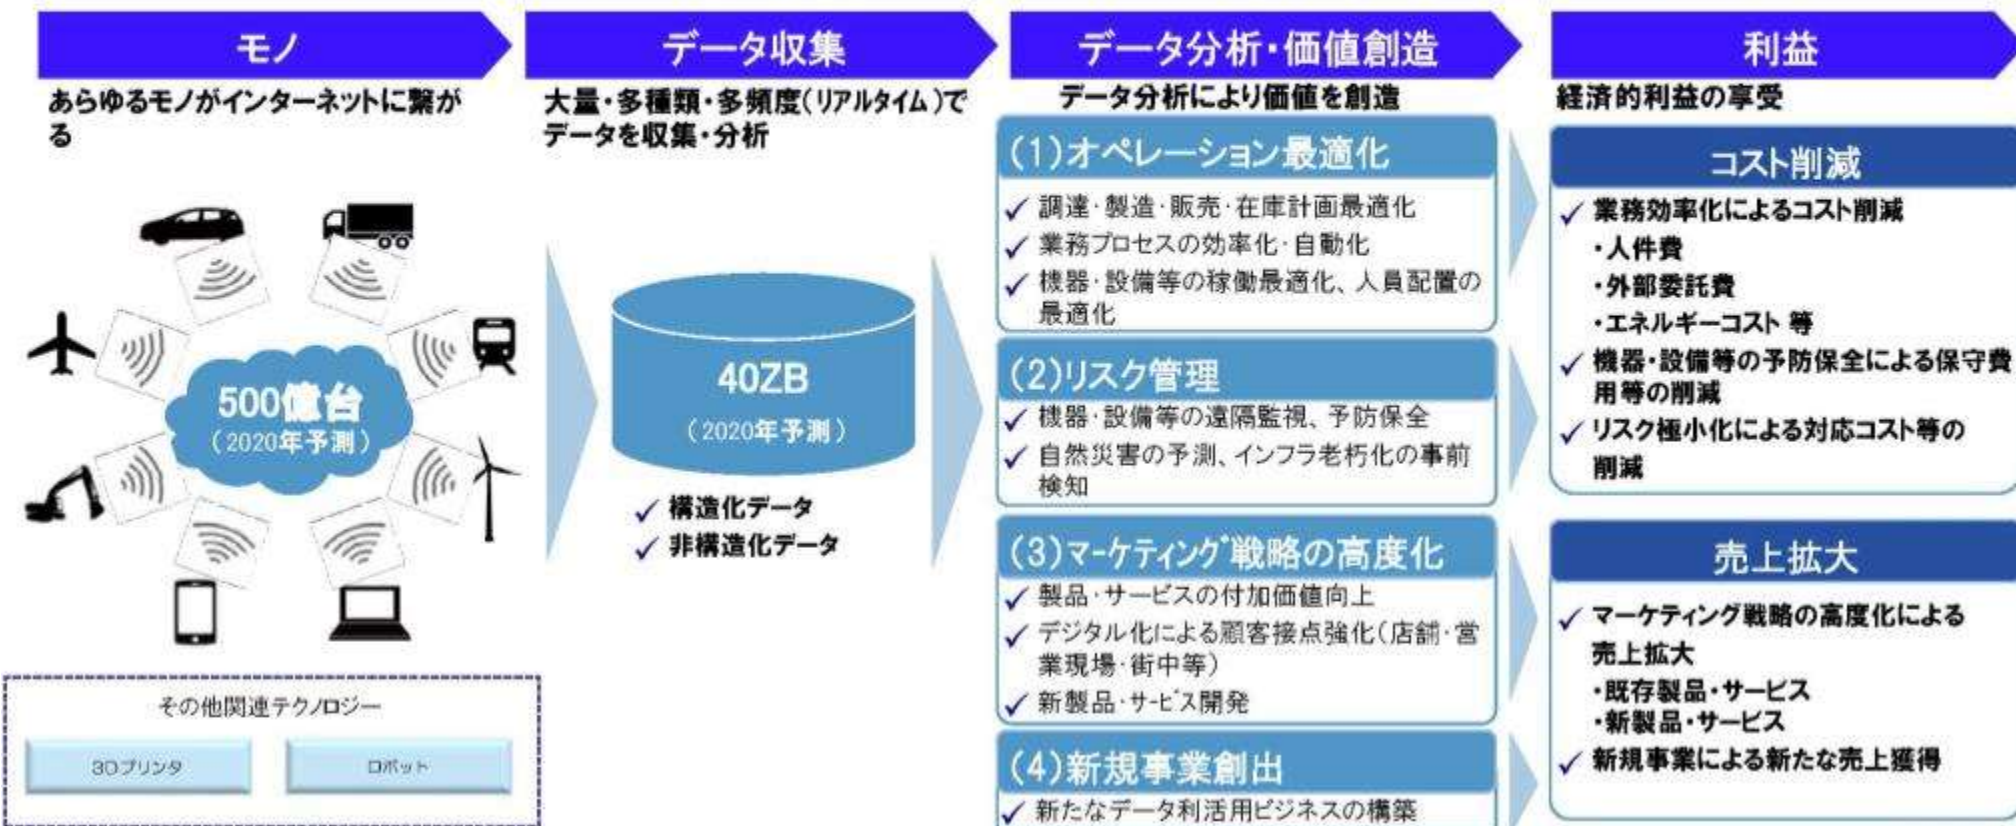 モノ
あらゆるモノがインターネットに繋が
る
500億台
（2020年予測）
その他関連テクノロジー
3Dプリンタ
ロボット
データ収集
大量・多種類・多頻度（リアルタイム）で
データを収集・分析
40ZB
（2020年予測）
✓ 構造化データ
✓ 非構造化データ
データ分析・価値創造
データ分析により価値を創造
（1）オペレーション最適化
✓ 調達・製造・販売・在庫計画最適化
✓ 業務プロセスの効率化・自動化
✓ 機器・設備等の稼働最適化、人員配置の
最適化
（2）リスク管理
✓ 機器・設備等の遠隔監視、予防保全
✓ 自然災害の予測、インフラ老朽化の事前
検知
（3）マーケティング戦略の高度化
✓ 製品・サービスの付加価値向上
✓ デジタル化による顧客接点強化（店舗・営
業現場・街中等）
✓ 新製品・サービス開発
（4）新規事業創出
✓ 新たなデータ利活用ビジネスの構築
利益
経済的利益の享受
コスト削減
✓ 業務効率化によるコスト削減
・人件費
・外部委託費
・エネルギーコスト 等
✓ 機器・設備等の予防保全による保守費
用等の削減
✓ リスク極小化による対応コスト等の
削減
売上拡大
✓ マーケティング戦略の高度化による
売上拡大
・既存製品・サービス
・新製品・サービス
✓ 新規事業による新たな売上獲得